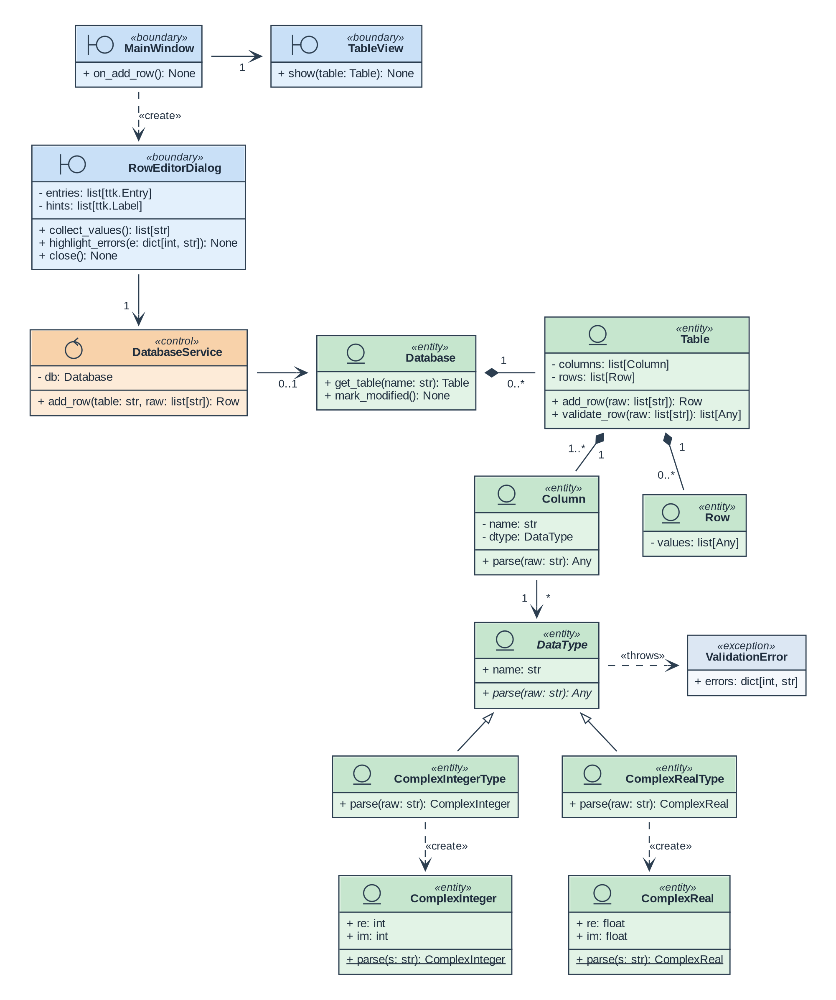 «boundary»
MainWindow
+ on_add_row(): None
1
«boundary»
TableView
+ show(table: Table): None
«create»
«boundary»
RowEditorDialog
- entries: list[ttk.Entry]
- hints: list[ttk.Label]
+ collect_values(): list[str]
+ highlight_errors(e: dict[int, str]): None
+ close(): None
1
«control»
DatabaseService
- db: Database
+ add_row(table: str, raw: list[str]): Row
0..1
«entity»
Database
+ get_table(name: str): Table
+ mark_modified(): None
1
0..*
«entity»
Table
- columns: list[Column]
- rows: list[Row]
+ add_row(raw: list[str]): Row
+ validate_row(raw: list[str]): list[Any]
1..*
1
1
0..*
«entity»
Column
- name: str
- dtype: DataType
+ parse(raw: str): Any
«entity»
Row
- values: list[Any]
1
*
«entity»
DataType
+ name: str
+ parse(raw: str): Any
«throws»
«exception»
ValidationError
+ errors: dict[int, str]
«entity»
ComplexIntegerType
+ parse(raw: str): ComplexInteger
«entity»
ComplexRealType
+ parse(raw: str): ComplexReal
«create»
«create»
«entity»
ComplexInteger
+ re: int
+ im: int
+ parse(s: str): ComplexInteger
«entity»
ComplexReal
+ re: float
+ im: float
+ parse(s: str): ComplexReal